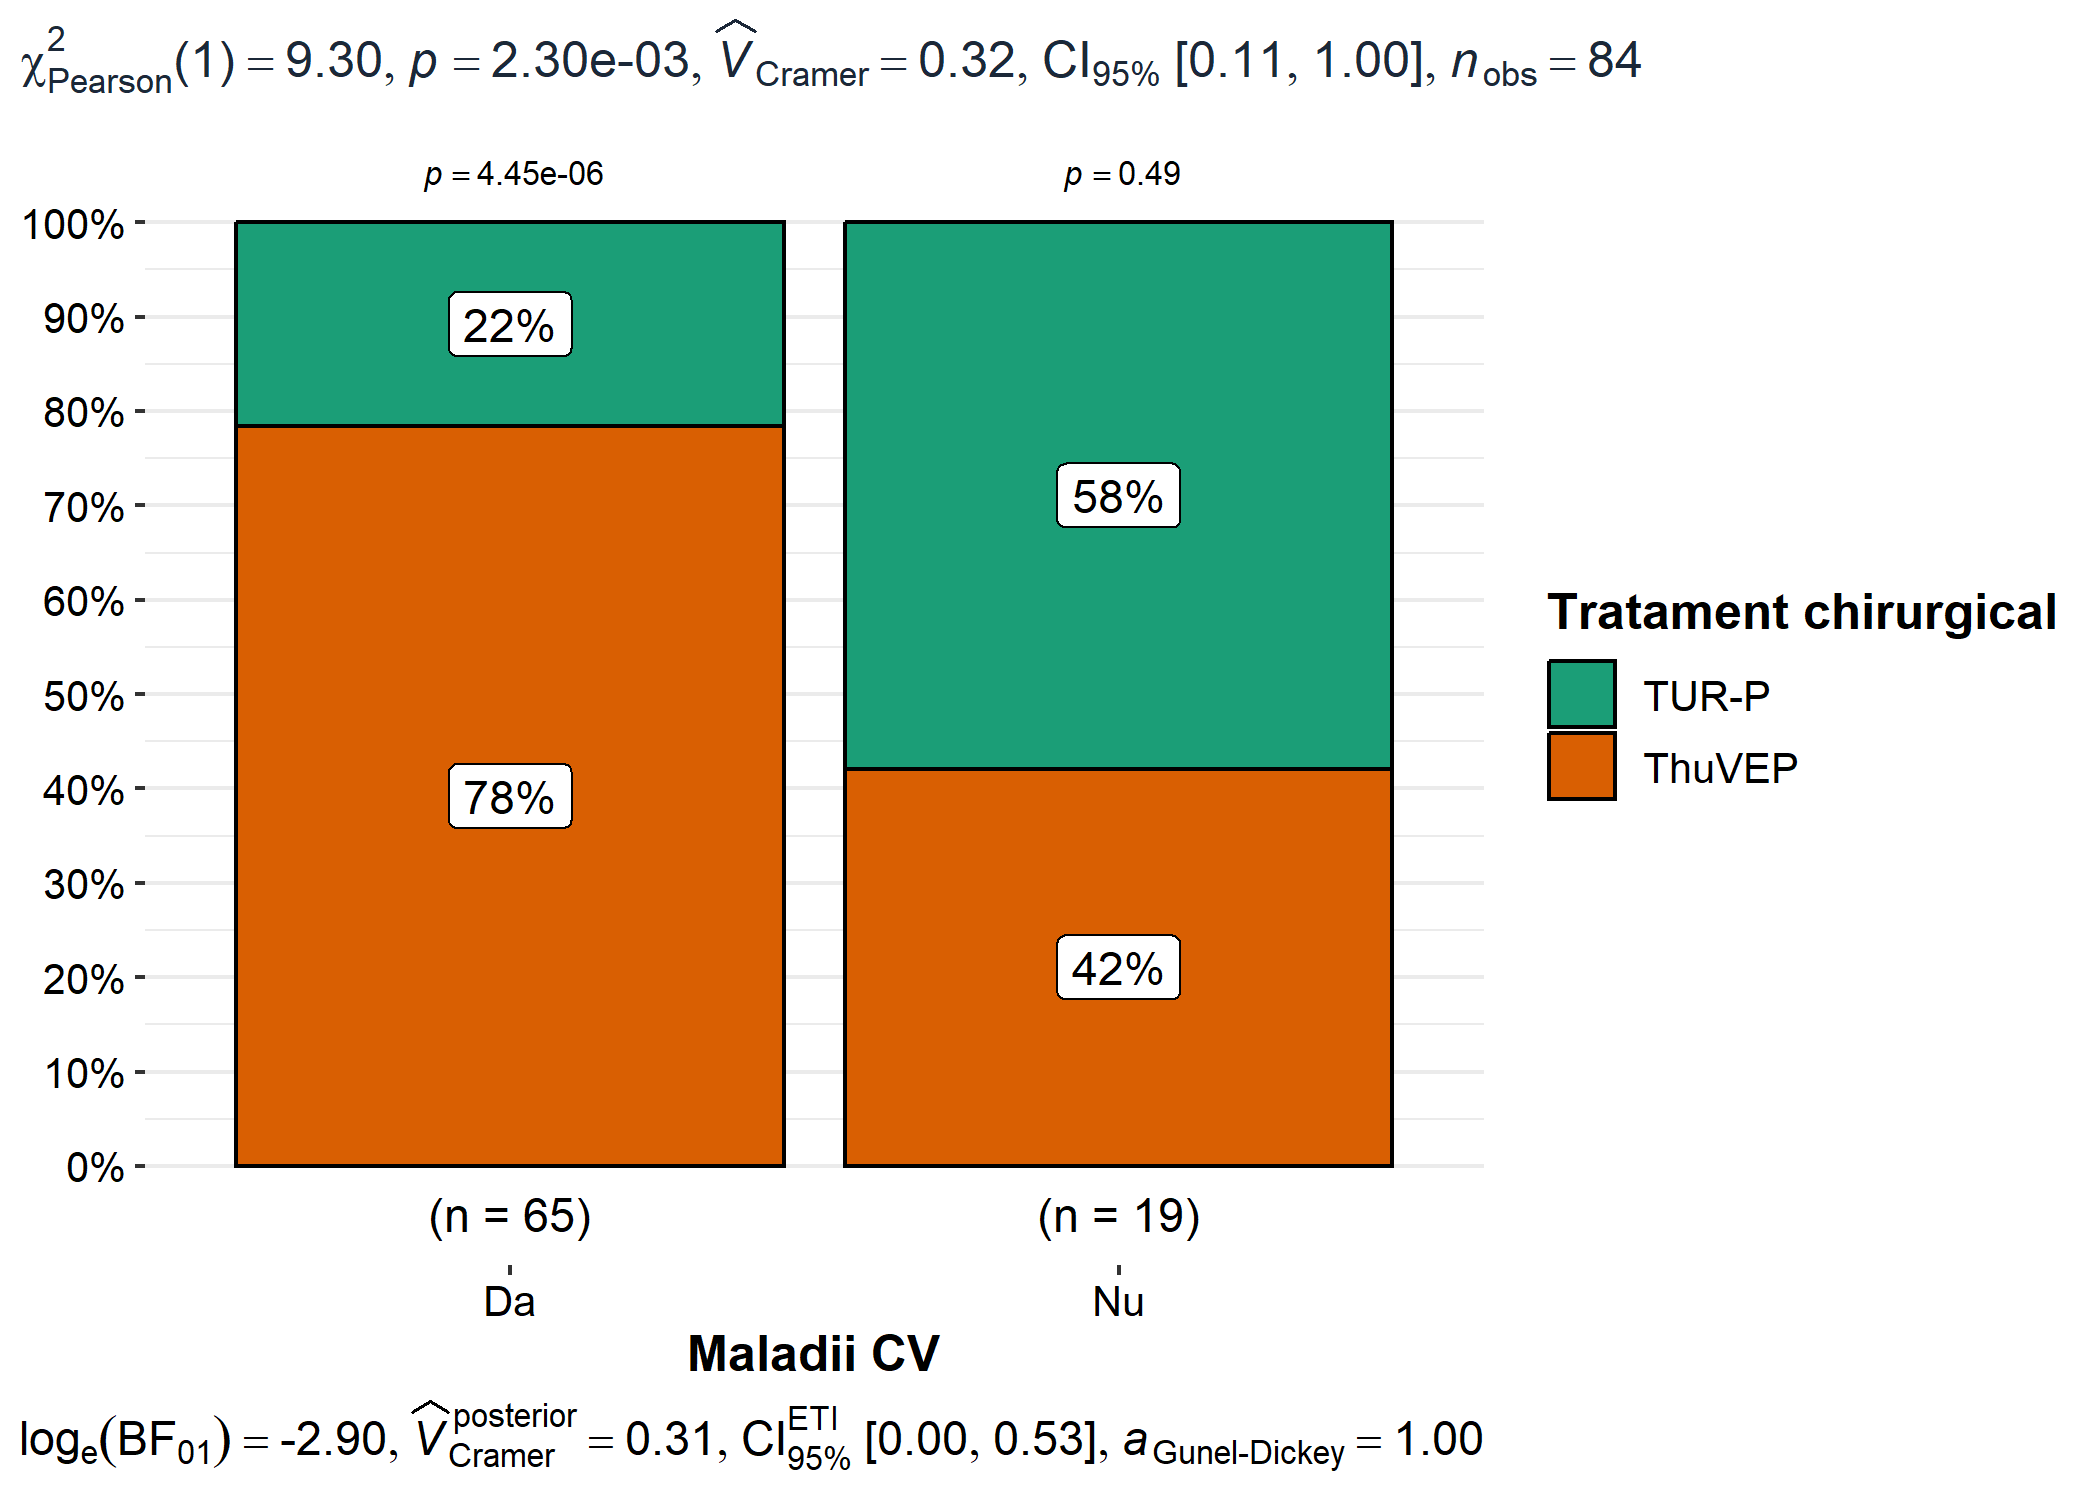 χ²Pearson(1) = 9.30, p = 2.30e-03, V̂Cramer = 0.32, CI95% [0.11, 1.00], nobs = 84
p = 4.45e-06 p = 0.49
100%
90%
80%
70%
60%
50%
40%
30%
20%
10%
0%
22%
78%
58%
42%
(n = 65) (n = 19)
Da Nu
Maladii CV
Tratament chirurgical
TUR-P
ThuVEP
loge(BF01) = -2.90, V̂Cramer posterior = 0.31, CI95% ETI [0.00, 0.53], aGunel-Dickey = 1.00